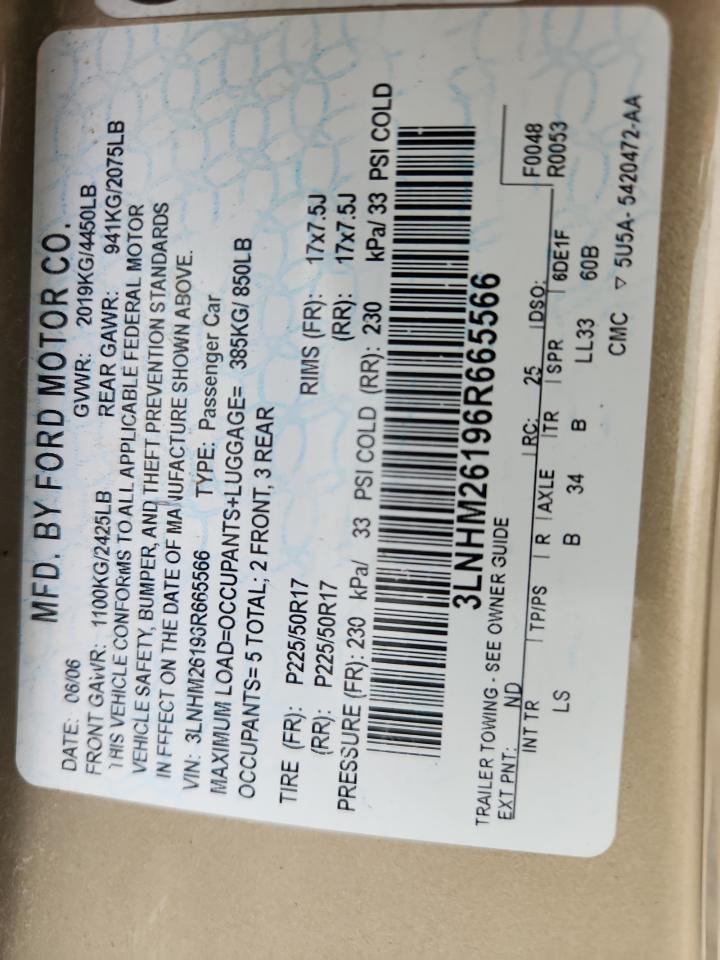 MFD. BY FORD MOTOR CO.
DATE: 06/06 GVWR: 2019KG/4450LB
FRONT GAWR: 1100KG/2425LB REAR GAWR: 941KG/2075LB
THIS VEHICLE CONFORMS TO ALL APPLICABLE FEDERAL MOTOR
VEHICLE SAFETY, BUMPER, AND THEFT PREVENTION STANDARDS
IN EFFECT ON THE DATE OF MANUFACTURE SHOWN ABOVE.
VIN: 3LNHM26196R665566 TYPE: Passenger Car
MAXIMUM LOAD=OCCUPANTS+LUGGAGE= 385KG/ 850LB
OCCUPANTS= 5 TOTAL; 2 FRONT, 3 REAR
TIRE (FR): P225/50R17 RIMS (FR): 17x7.5J
(RR): P225/50R17 (RR): 17x7.5J
PRESSURE (FR): 230 kPa/ 33 PSI COLD (RR): 230 kPa/ 33 PSI COLD
3LNHM26196R665566
TRAILER TOWING - SEE OWNER GUIDE
EXT PNT: ND RC: 25 DSO: F0048
INT TR TP/PS R AXLE TR SPR 6DE1F R0053
LS B 34 B LL33 60B
CMC ▽ 5U5A- 5420472-AA